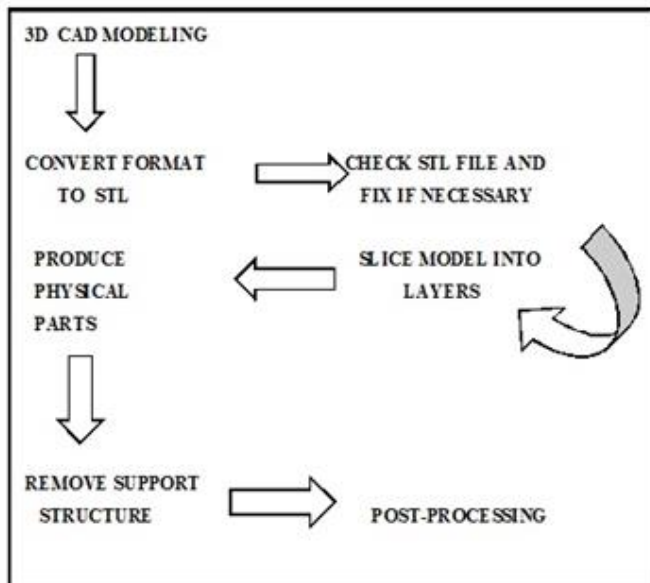 3D CAD MODELING
CONVERT FORMAT
TO STL
CHECK STL FILE AND
FIX IF NECESSARY
SLICE MODEL INTO
LAYERS
PRODUCE
PHYSICAL
PARTS
REMOVE SUPPORT
STRUCTURE
POST-PROCESSING